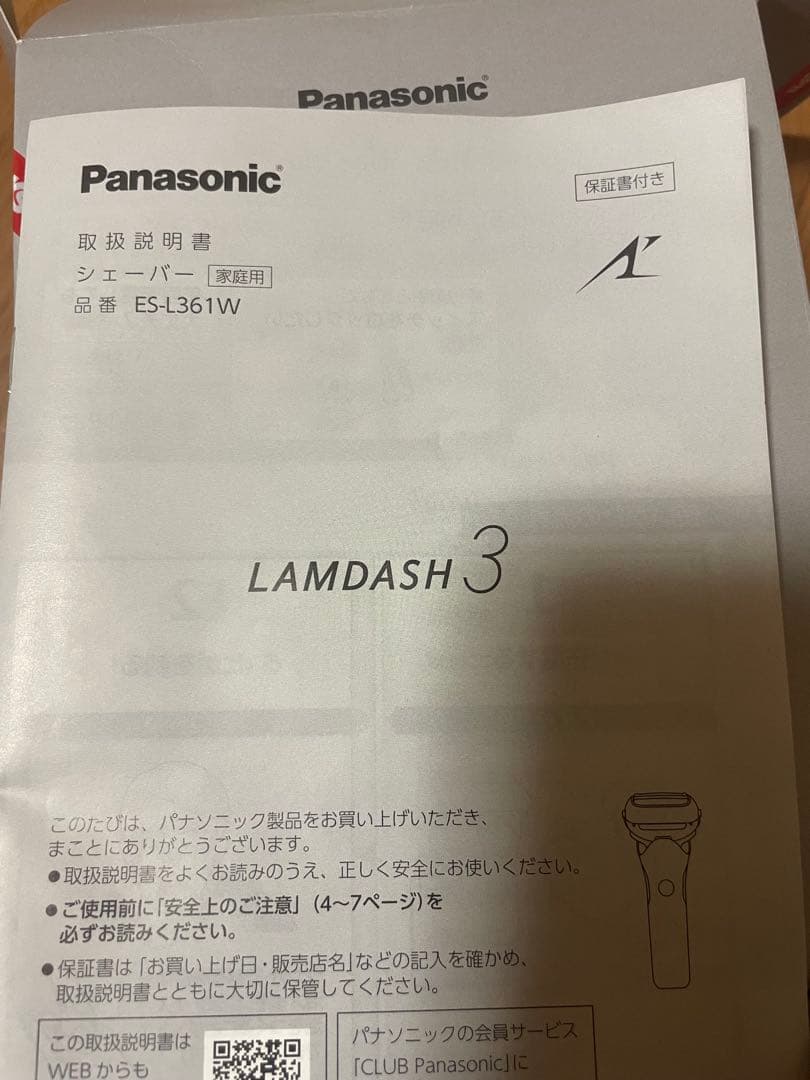 Panasonic
Panasonic
保証書付き
取扱説明書
シェーバー 家庭用
品番 ES-L361W
LAMDASH 3
このたびは、パナソニック製品をお買い上げいただき、
まことにありがとうございます。
●取扱説明書をよくお読みのうえ、正しく安全にお使いください。
●ご使用前に「安全上のご注意」(4～7ページ)を
必ずお読みください。
●保証書は「お買い上げ日・販売店名」などの記入を確かめ、
取扱説明書とともに大切に保管してください。
この取扱説明書は
WEBからも
パナソニックの会員サービス
「CLUB Panasonic」に